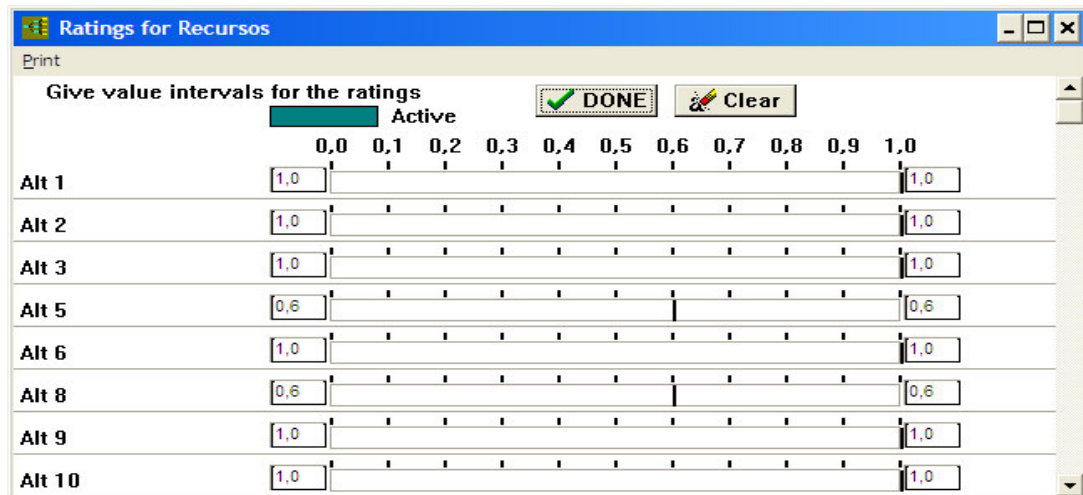 Ratings for Recursos
Print
Give value intervals for the ratings
DONE
Clear
Active
0,0 0,1 0,2 0,3 0,4 0,5 0,6 0,7 0,8 0,9 1,0
Alt 1 1,0 1,0
Alt 2 1,0 1,0
Alt 3 1,0 1,0
Alt 5 0,6 0,6
Alt 6 1,0 1,0
Alt 8 0,6 0,6
Alt 9 1,0 1,0
Alt 10 1,0 1,0